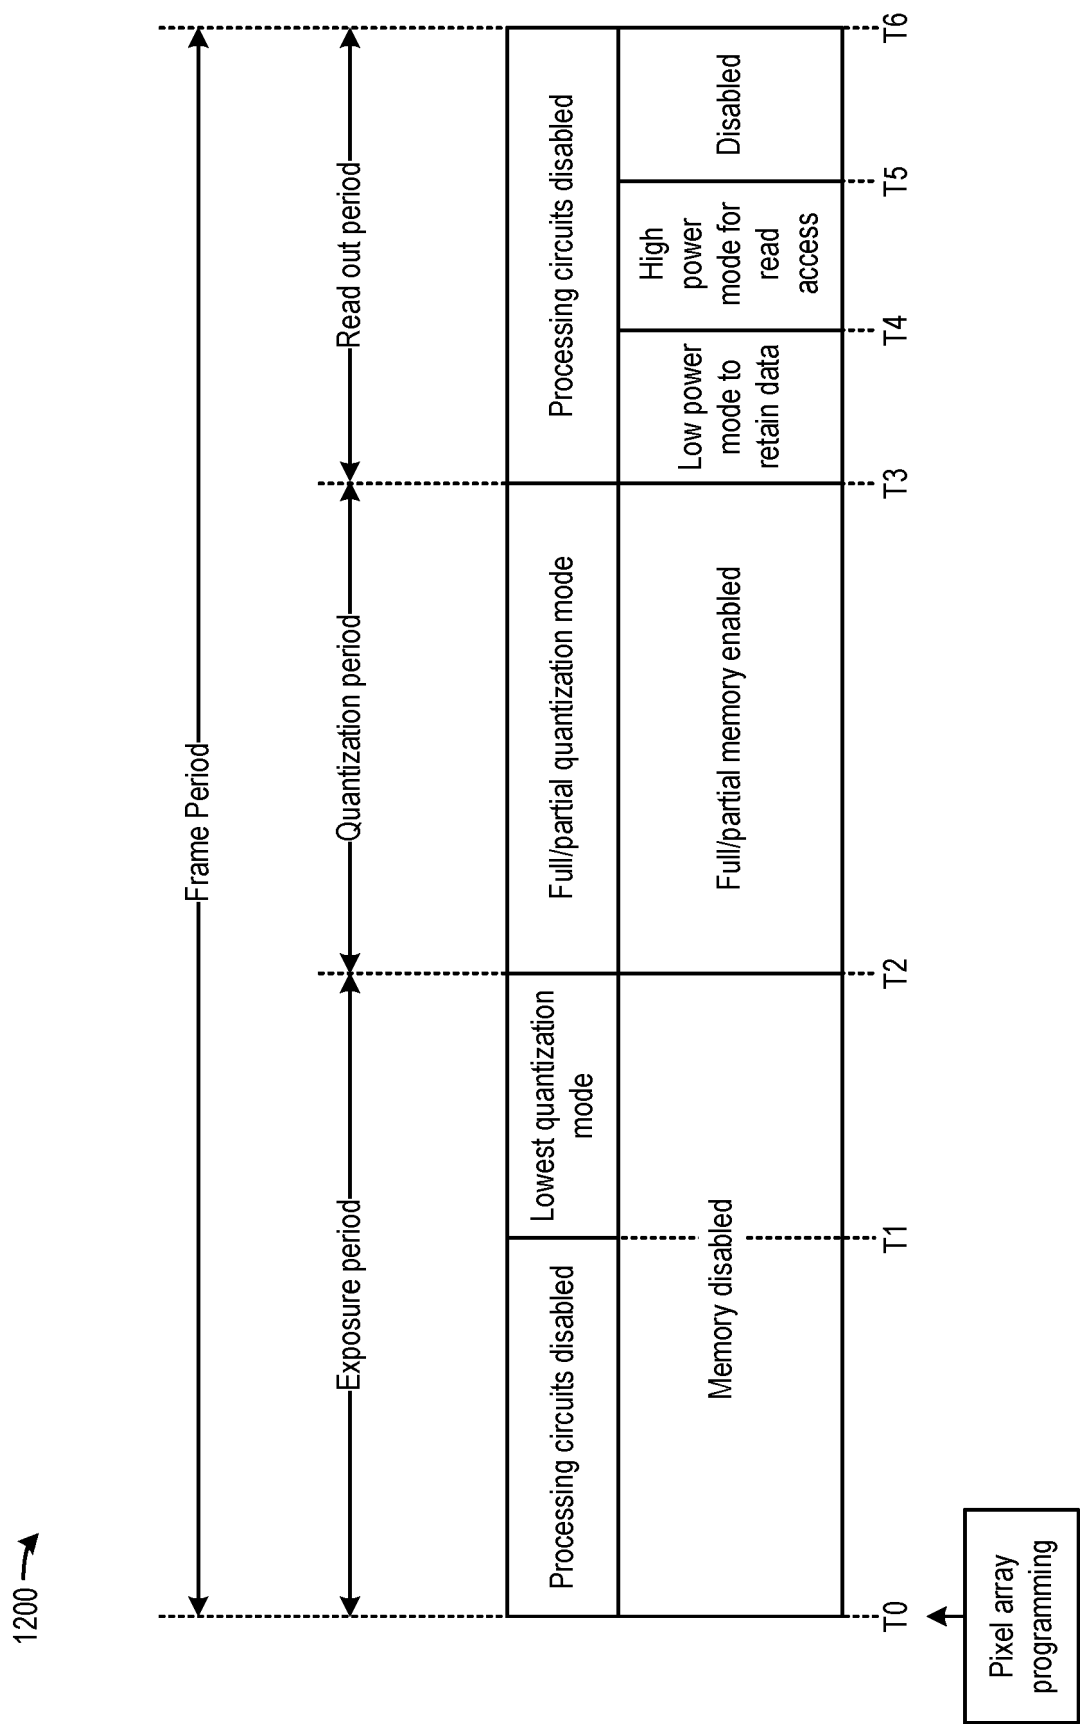 1200
Frame Period
Exposure period
Quantization period
Read out period
Processing circuits disabled
Lowest quantization
mode
Full/partial quantization mode
Processing circuits disabled
Memory disabled
Full/partial memory enabled
Low power
mode to
retain data
High
power
mode for
read
access
Disabled
T0
T1
T2
T3
T4
T5
T6
Pixel array
programming